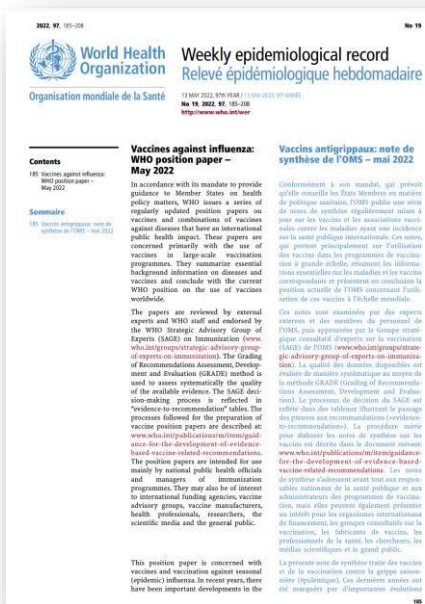 2022, 97, 185–208
No 19
World Health
Organization
Organisation mondiale de la Santé
Weekly epidemiological record
Relevé épidémiologique hebdomadaire
13 MAY 2022, 97th YEAR / 13 MAI 2022, 97e ANNÉE
No 19, 2022, 97, 185–208
http://www.who.int/wer
Contents
185 Vaccines against influenza:
WHO position paper –
May 2022
Sommaire
185 Vaccins antigrippaux: note de
synthèse de l'OMS – mai 2022
Vaccines against influenza:
WHO position paper –
May 2022
In accordance with its mandate to provide
guidance to Member States on health
policy matters, WHO issues a series of
regularly updated position papers on
vaccines and combinations of vaccines
against diseases that have an international
public health impact. These papers are
concerned primarily with the use of
vaccines in large-scale vaccination
programmes. They summarize essential
background information on diseases and
vaccines and conclude with the current
WHO position on the use of vaccines
worldwide.
The papers are reviewed by external
experts and WHO staff and endorsed by
the WHO Strategic Advisory Group of
Experts (SAGE) on Immunization (www.
who.int/groups/strategic-advisory-group-
of-experts-on-immunization). The Grading
of Recommendations Assessment, Develop-
ment and Evaluation (GRADE) method is
used to assess systematically the quality
of the available evidence. The SAGE deci-
sion-making process is reflected in
"evidence-to-recommendation" tables. The
processes followed for the preparation of
vaccine position papers are described at:
www.who.int/publications/m/item/guid-
ance-for-the-development-of-evidence-
based-vaccine-related-recommendations.
The position papers are intended for use
mainly by national public health officials
and managers of immunization
programmes. They may also be of interest
to international funding agencies, vaccine
advisory groups, vaccine manufacturers,
health professionals, researchers, the
scientific media and the general public.
This position paper is concerned with
vaccines and vaccination against seasonal
(epidemic) influenza. In recent years, there
have been important developments in the
Vaccins antigrippaux: note de
synthèse de l'OMS – mai 2022
Conformément à son mandat, qui prévoit
qu'elle conseille les États Membres en matière
de politique sanitaire, l'OMS publie une série
de notes de synthèse régulièrement mises à
jour sur les vaccins et les associations vacci-
nales contre les maladies ayant une incidence
sur la santé publique internationale. Ces notes,
qui portent principalement sur l'utilisation
des vaccins dans les programmes de vaccina-
tion à grande échelle, résument les informa-
tions essentielles sur les maladies et les vaccins
correspondants et présentent en conclusion la
position actuelle de l'OMS concernant l'utili-
sation de ces vaccins à l'échelle mondiale.
Ces notes sont examinées par des experts
externes et des membres du personnel de
l'OMS, puis approuvées par le Groupe straté-
gique consultatif d'experts sur la vaccination
(SAGE) de l'OMS (www.who.int/groups/strate-
gic-advisory-group-of-experts-on-immuniza-
tion). La qualité des données disponibles est
évaluée de manière systématique au moyen de
la méthode GRADE (Grading of Recommenda-
tions Assessment, Development and Evalua-
tion). Le processus de décision du SAGE est
reflété dans des tableaux illustrant le passage
des preuves aux recommandations («evidence-
to-recommendation»). La procédure suivie
pour élaborer les notes de synthèse sur les
vaccins est décrite dans le document suivant:
www.who.int/publications/m/item/guidance-
for-the-development-of-evidence-based-
vaccine-related-recommendations. Les notes
de synthèse s'adressent avant tout aux respon-
sables nationaux de la santé publique et aux
administrateurs des programmes de vaccina-
tion, mais elles peuvent également présenter
un intérêt pour les organismes internationaux
de financement, les groupes consultatifs sur la
vaccination, les fabricants de vaccins, les
professionnels de la santé, les chercheurs, les
médias scientifiques et le grand public.
La présente note de synthèse traite des vaccins
et de la vaccination contre la grippe saison-
nière (épidémique). Ces dernières années ont
été marquées par d'importantes évolutions
185